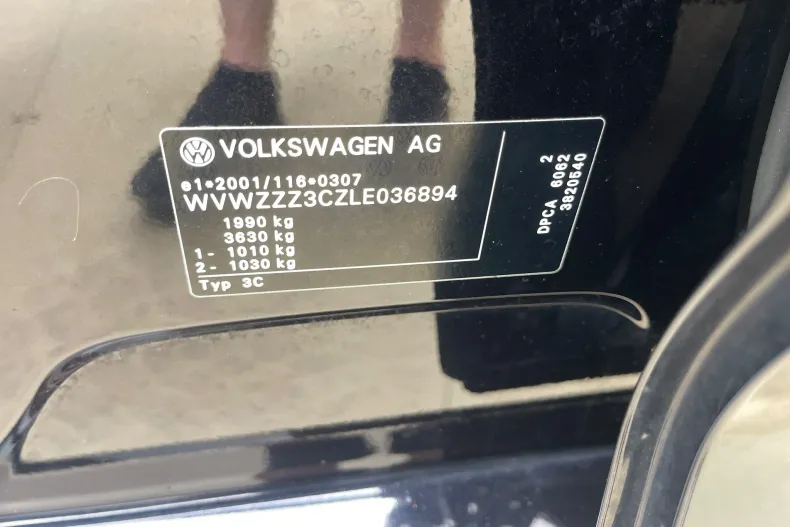 VOLKSWAGEN AG
e1*2001/116*0307
WVWZZZ3CZLE036894
1990 kg
3630 kg
1- 1010 kg
2- 1030 kg
Typ 3C
2
DPCA 6062
3820540